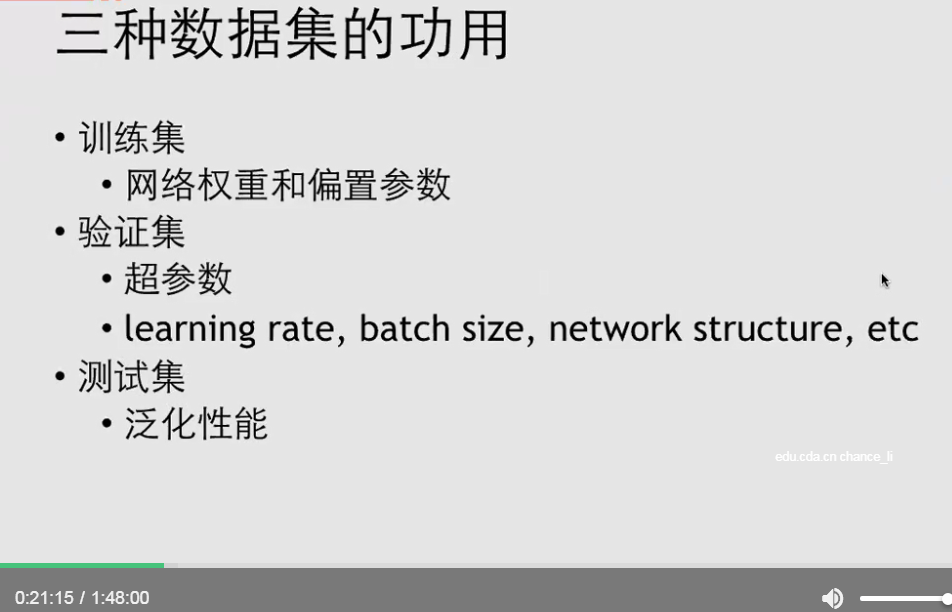 三种数据集的功用
• 训练集
• 网络权重和偏置参数
• 验证集
• 超参数
• learning rate, batch size, network structure, etc
• 测试集
• 泛化性能
edu.cda.cn chance_li
0:21:15 / 1:48:00